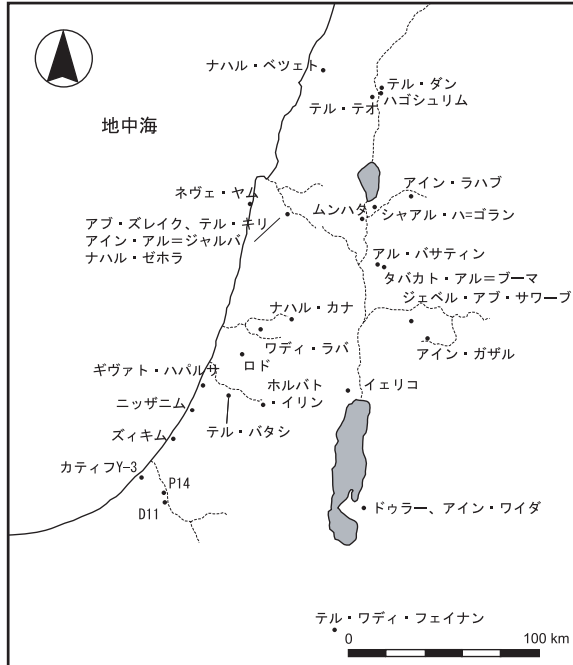 ナハル・ベツェト
テル・ダン
ハゴシュリム
テル・テオ
地中海
アイン・ラハブ
ネヴェ・ヤム
ムンハタ
シャアル・ハ=ゴラン
アブ・ズレイク、テル・キリ
アイン・アル=ジャルバ
ナハル・ゼホラ
アル・バサティン
タバカト・アル=ブーマ
ジェベル・アブ・サワーブ
ナハル・カナ
ワディ・ラバ
アイン・ガザル
ロド
ギヴァト・ハパルサ
ホルバト
・イリン
イェリコ
ニッザニム
テル・バタシ
ズィキム
カティフY-3
P14
D11
ドゥラー、アイン・ワイダ
テル・ワディ・フェイナン
0 100 km